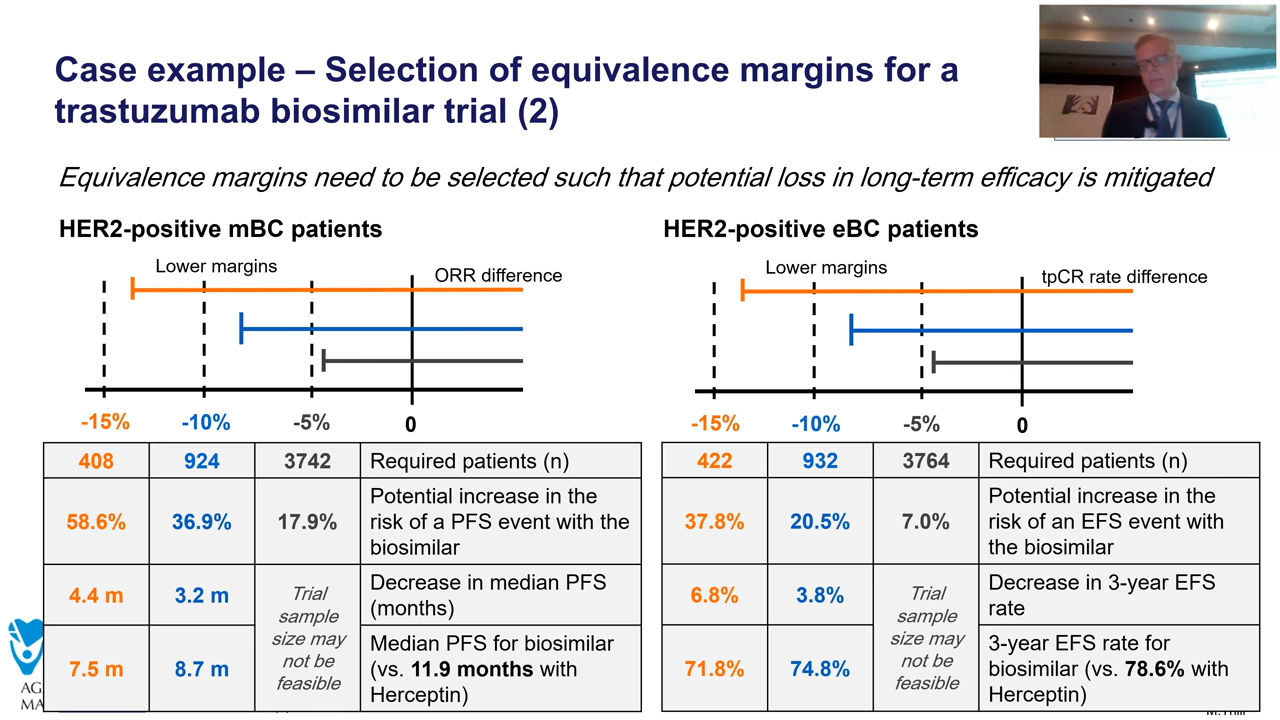 Case example – Selection of equivalence margins for a
trastuzumab biosimilar trial (2)
Equivalence margins need to be selected such that potential loss in long-term efficacy is mitigated
HER2-positive mBC patients
Lower margins
ORR difference
-15%
-10%
-5%
0
408
924
3742
Required patients (n)
58.6%
36.9%
17.9%
Potential increase in the
risk of a PFS event with the
biosimilar
4.4 m
3.2 m
Trial
sample
size may
not be
feasible
Decrease in median PFS
(months)
7.5 m
8.7 m
Median PFS for biosimilar
(vs. 11.9 months with
Herceptin)
HER2-positive eBC patients
Lower margins
tpCR rate difference
-15%
-10%
-5%
0
422
932
3764
Required patients (n)
37.8%
20.5%
7.0%
Potential increase in the
risk of an EFS event with
the biosimilar
6.8%
3.8%
Trial
sample
size may
not be
feasible
Decrease in 3-year EFS
rate
71.8%
74.8%
3-year EFS rate for
biosimilar (vs. 78.6% with
Herceptin)
AG
MA